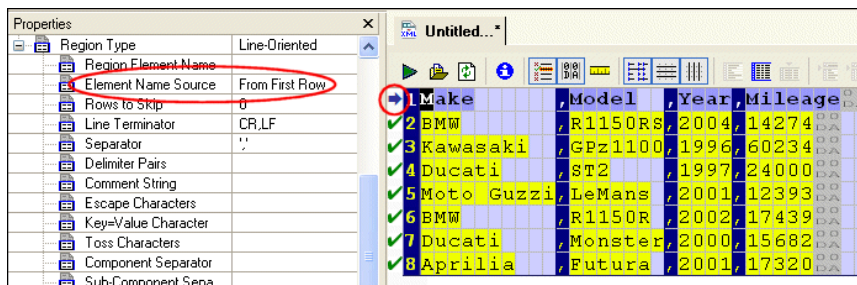 Properties
Region Type Line-Oriented
Region Element Name
Element Name Source From First Row
Rows to Skip 0
Line Terminator CR,LF
Separator ','
Delimiter Pairs
Comment String
Escape Characters
Key=Value Character
Toss Characters
Component Separator
Sub-Component Sepa
XML Untitled...*
1 Make ,Model ,Year,Mileage
2 BMW ,R1150RS,2004,14274
3 Kawasaki ,GPz1100,1996,60234
4 Ducati ,ST2 ,1997,24000
5 Moto Guzzi,LeMans ,2001,12393
6 BMW ,R1150R ,2002,17439
7 Ducati ,Monster,2000,15682
8 Aprilia ,Futura ,2001,17320